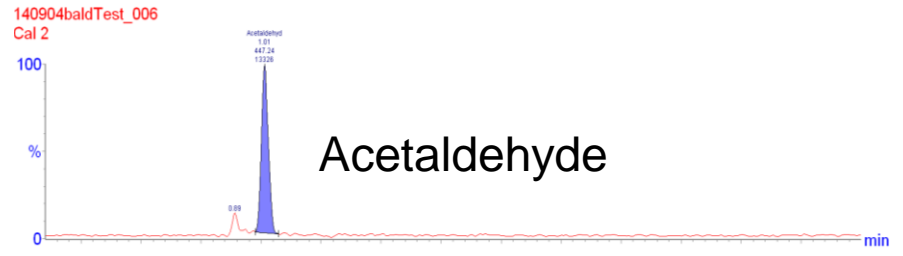 140904baldTest_006
Cal 2
Acetaldehyd
1.01
447.24
13326
100
%
0.89
Acetaldehyde
0
min